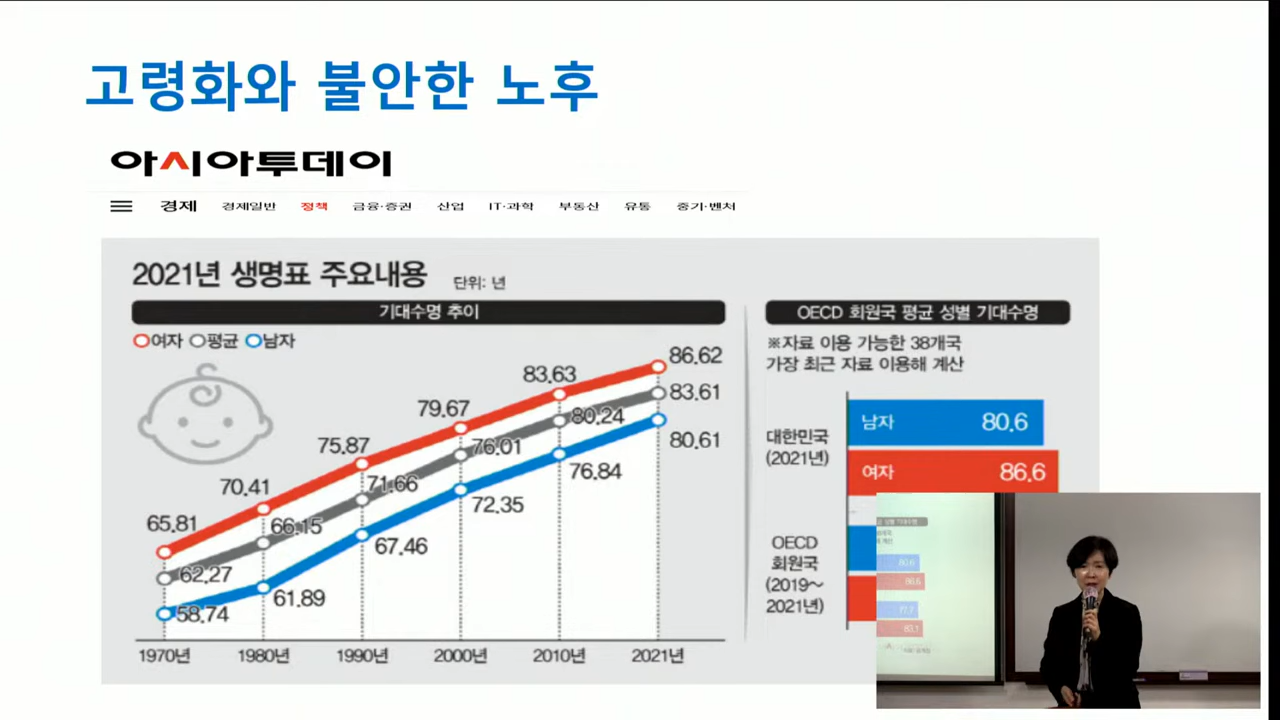 고령화와 불안한 노후
아시아투데이
경제 경제일반 정책 금융·증권 산업 IT·과학 부동산 유통 중기·벤처
2021년 생명표 주요내용 단위: 년
기대수명 추이
여자 평균 남자
65.81 70.41 75.87 79.67 83.63 86.62
62.27 66.15 71.66 76.01 80.24 83.61
58.74 61.89 67.46 72.35 76.84 80.61
1970년 1980년 1990년 2000년 2010년 2021년
OECD 회원국 평균 성별 기대수명
※자료 이용 가능한 38개국
가장 최근 자료 이용해 계산
대한민국
(2021년)
남자 80.6
여자 86.6
OECD
회원국
(2019~
2021년)
80.6
86.6